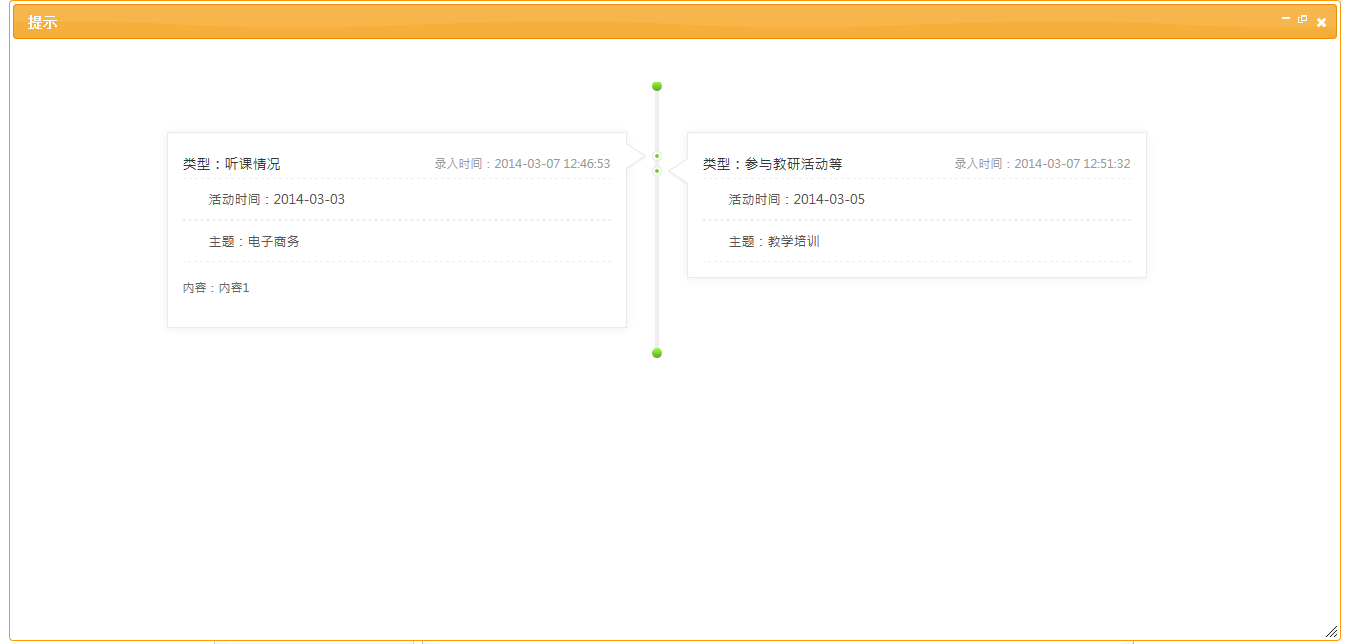 提示
类型：听课情况 录入时间：2014-03-07 12:46:53
活动时间：2014-03-03
主题：电子商务
内容：内容1
类型：参与教研活动等 录入时间：2014-03-07 12:51:32
活动时间：2014-03-05
主题：教学培训